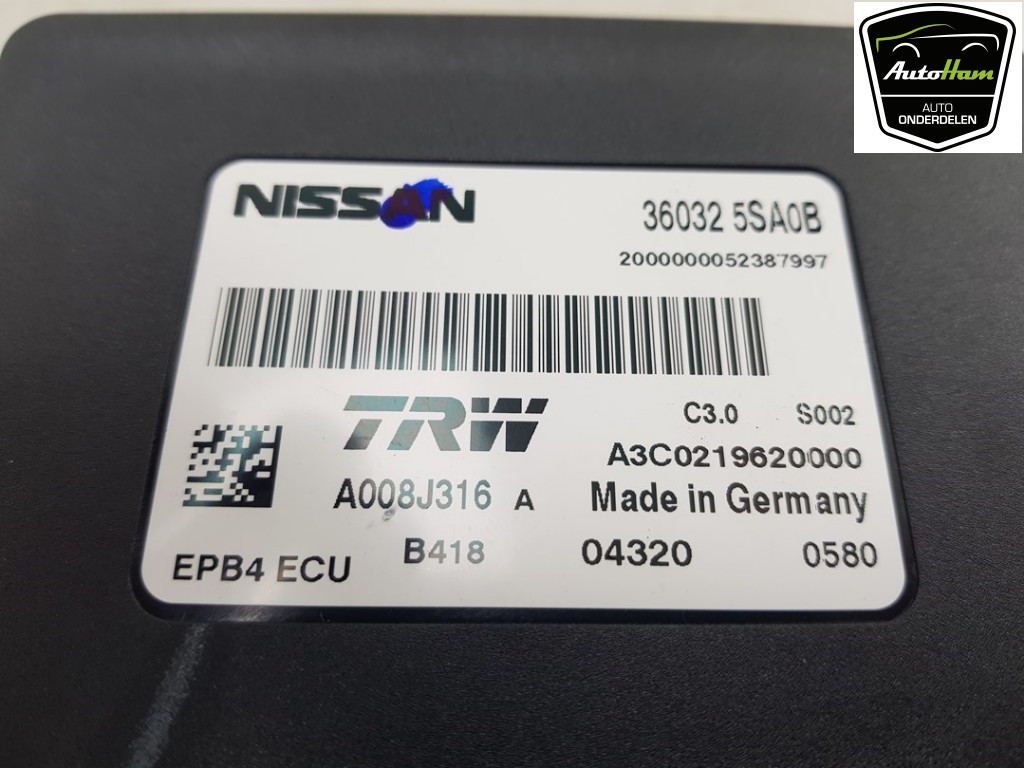 AutoHam
AUTO
ONDERDELEN
NISSAN
36032 5SA0B
2000000052387997
TRW
C3.0 S002
A3C0219620000
A008J316 A Made in Germany
EPB4 ECU B418 04320 0580